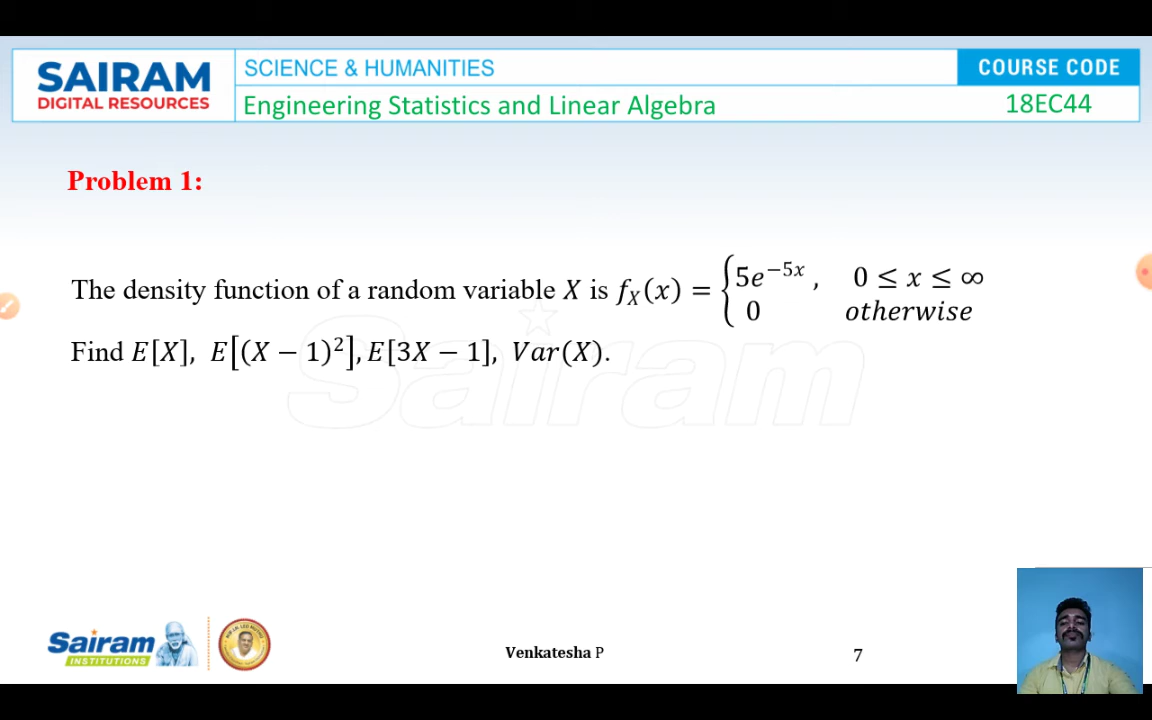 SAIRAM
DIGITAL RESOURCES
SCIENCE & HUMANITIES
COURSE CODE
Engineering Statistics and Linear Algebra
18EC44
Problem 1:
The density function of a random variable X is f_X(x) = { 5e^{−5x} , 0 ≤ x ≤ ∞
0 otherwise
Find E[X], E[(X − 1)²], E[3X − 1], Var(X).
Sairam
Sairam
INSTITUTIONS
Venkatesha P
7